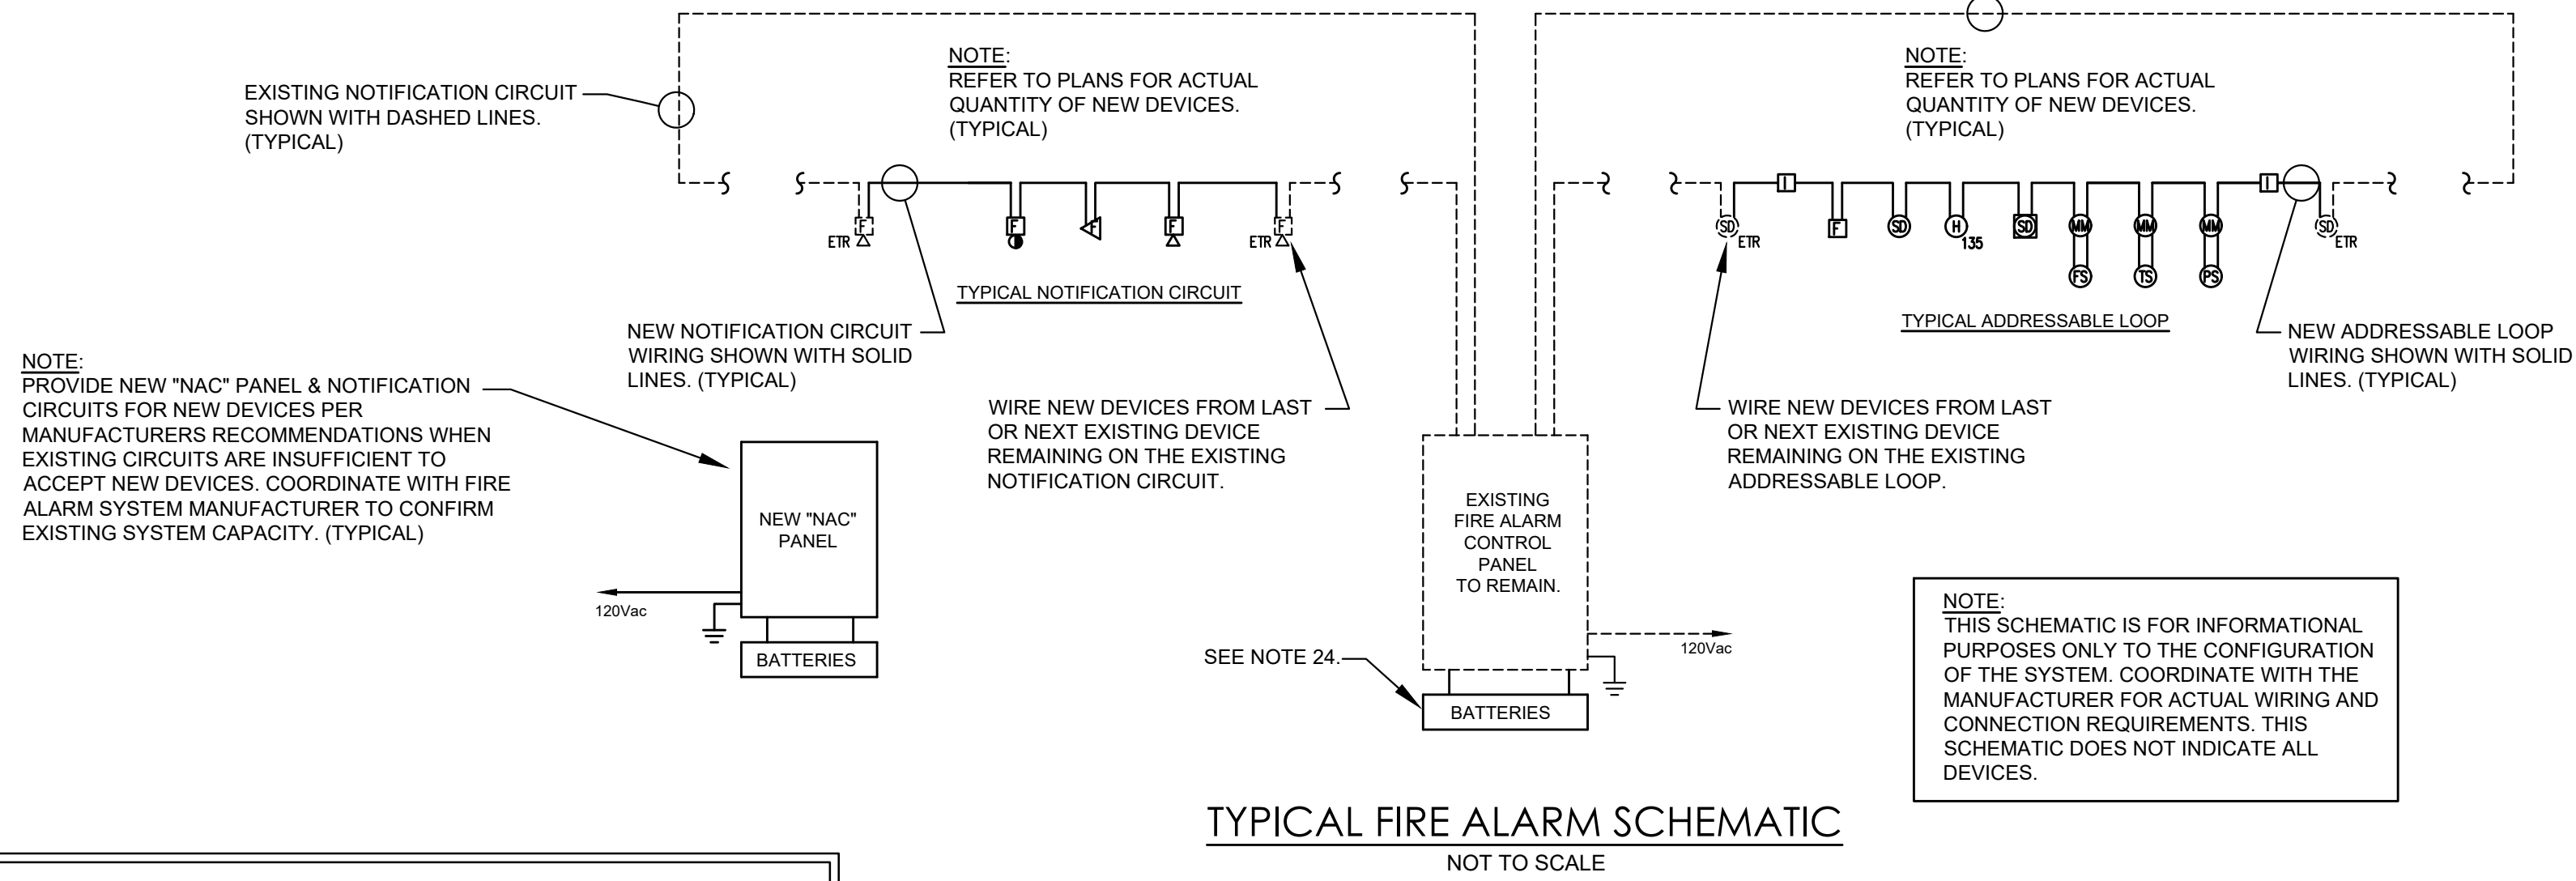 EXISTING NOTIFICATION CIRCUIT
SHOWN WITH DASHED LINES.
(TYPICAL)
NOTE:
REFER TO PLANS FOR ACTUAL
QUANTITY OF NEW DEVICES.
(TYPICAL)
NOTE:
REFER TO PLANS FOR ACTUAL
QUANTITY OF NEW DEVICES.
(TYPICAL)
F
ETR
F
F
F
F
ETR
TYPICAL NOTIFICATION CIRCUIT
SD
ETR
I
F
SD
H
135
SD
MM
MM
MM
FS
TS
PS
I
SD
ETR
TYPICAL ADDRESSABLE LOOP
NEW NOTIFICATION CIRCUIT
WIRING SHOWN WITH SOLID
LINES. (TYPICAL)
NEW ADDRESSABLE LOOP
WIRING SHOWN WITH SOLID
LINES. (TYPICAL)
NOTE:
PROVIDE NEW "NAC" PANEL & NOTIFICATION
CIRCUITS FOR NEW DEVICES PER
MANUFACTURERS RECOMMENDATIONS WHEN
EXISTING CIRCUITS ARE INSUFFICIENT TO
ACCEPT NEW DEVICES. COORDINATE WITH FIRE
ALARM SYSTEM MANUFACTURER TO CONFIRM
EXISTING SYSTEM CAPACITY. (TYPICAL)
WIRE NEW DEVICES FROM LAST
OR NEXT EXISTING DEVICE
REMAINING ON THE EXISTING
NOTIFICATION CIRCUIT.
WIRE NEW DEVICES FROM LAST
OR NEXT EXISTING DEVICE
REMAINING ON THE EXISTING
ADDRESSABLE LOOP.
NEW "NAC"
PANEL
120Vac
BATTERIES
EXISTING
FIRE ALARM
CONTROL
PANEL
TO REMAIN.
120Vac
SEE NOTE 24.
BATTERIES
NOTE:
THIS SCHEMATIC IS FOR INFORMATIONAL
PURPOSES ONLY TO THE CONFIGURATION
OF THE SYSTEM. COORDINATE WITH THE
MANUFACTURER FOR ACTUAL WIRING AND
CONNECTION REQUIREMENTS. THIS
SCHEMATIC DOES NOT INDICATE ALL
DEVICES.
TYPICAL FIRE ALARM SCHEMATIC
NOT TO SCALE